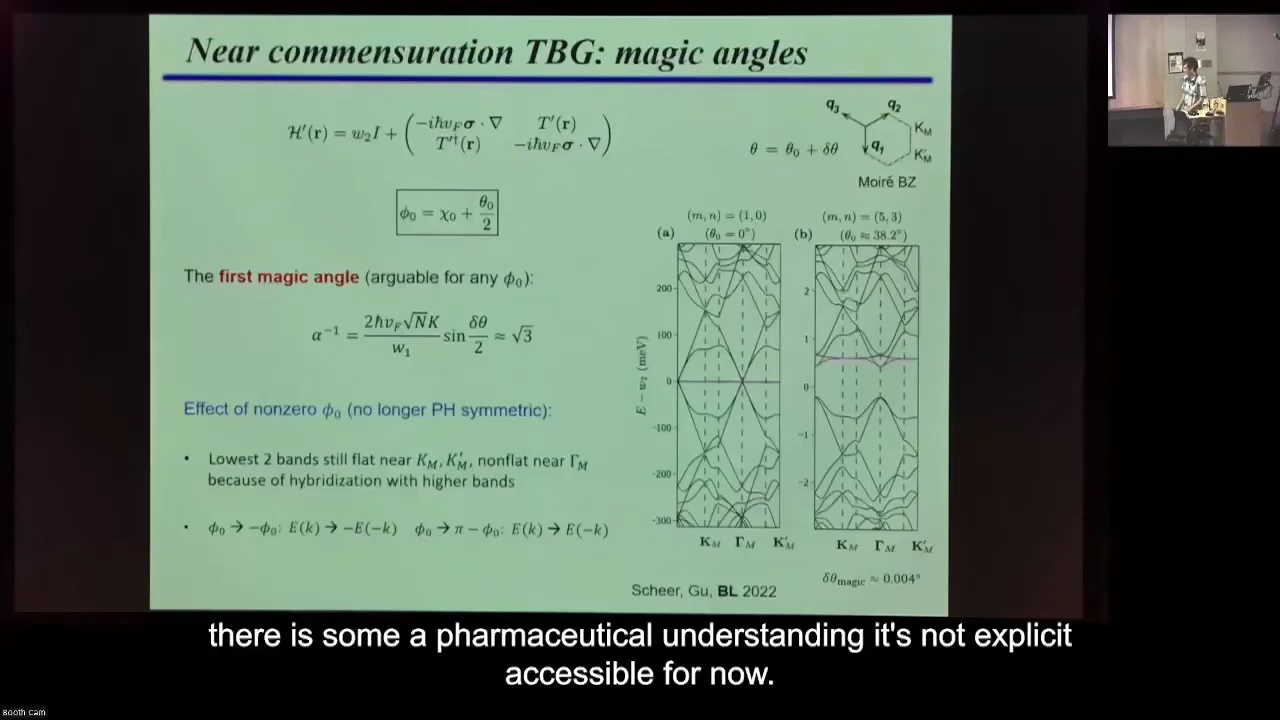 Near commensuration TBG: magic angles
ℋ′(r) = w₂I + ( −iħv_Fσ · ∇ T′(r)
T′†(r) −iħv_Fσ · ∇ )
q₃ q₂
K_M
θ = θ₀ + δθ q₁ K′_M
Moiré BZ
ϕ₀ = χ₀ + θ₀/2
(m, n) = (1, 0) (m, n) = (5, 3)
(a) (θ₀ = 0°) (b) (θ₀ ≈ 38.2°)
The first magic angle (arguable for any ϕ₀):
α⁻¹ = 2ħv_F√N K / w₁ sin δθ/2 ≈ √3
Effect of nonzero ϕ₀ (no longer PH symmetric):
• Lowest 2 bands still flat near K_M, K′_M, nonflat near Γ_M
because of hybridization with higher bands
• ϕ₀ → −ϕ₀: E(k) → −E(−k) ϕ₀ → π − ϕ₀: E(k) → E(−k)
E − w₂ (meV)
200
100
0
-100
-200
-300
2
1
0
-1
-2
K_M Γ_M K′_M K_M Γ_M K′_M
δθ_magic ≈ 0.004°
Scheer, Gu, BL 2022
there is some a pharmaceutical understanding it's not explicit
accessible for now.
Booth Cam